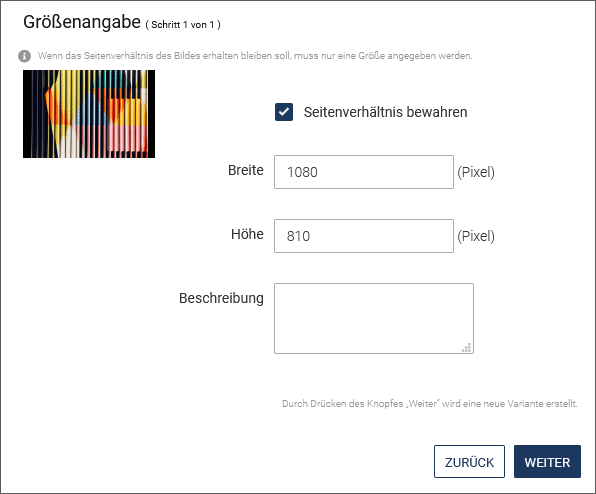 Größenangabe ( Schritt 1 von 1 )
Wenn das Seitenverhältnis des Bildes erhalten bleiben soll, muss nur eine Größe angegeben werden.
Seitenverhältnis bewahren
Breite 1080 (Pixel)
Höhe 810 (Pixel)
Beschreibung
Durch Drücken des Knopfes „Weiter“ wird eine neue Variante erstellt.
ZURÜCK WEITER